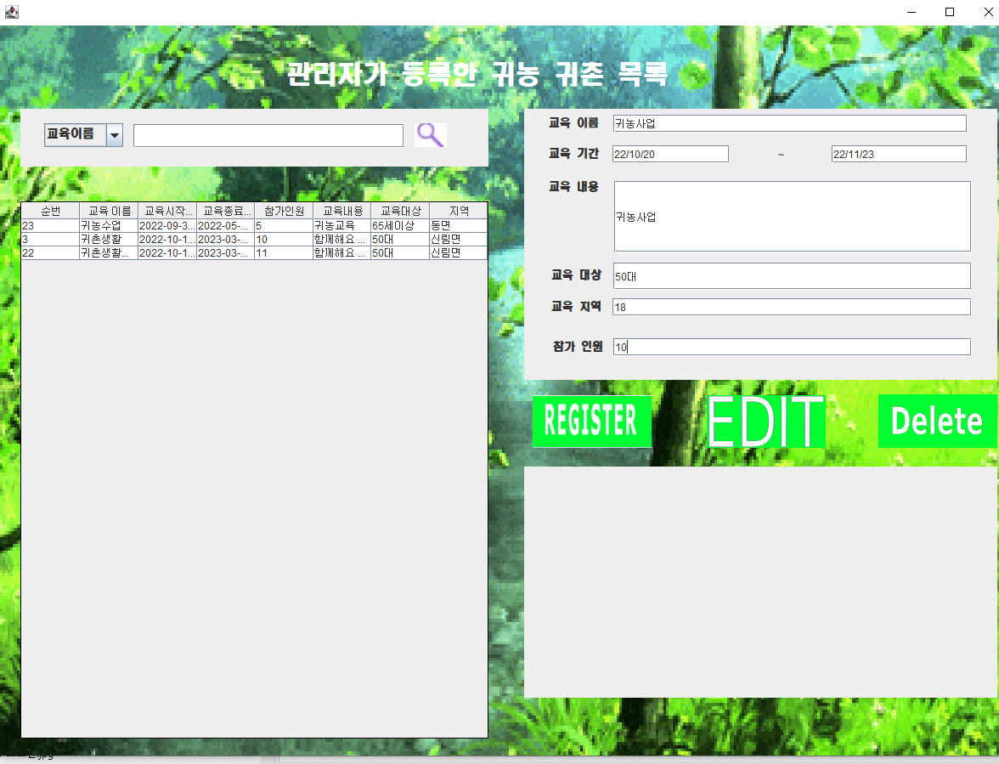 관리자가 등록한 귀농 귀촌 목록
교육이름
순번 교육 이름 교육시작... 교육종료... 참가인원 교육내용 교육대상 지역
23 귀농수업 2022-09-3... 2022-05-... 5 귀농교육 65세이상 동면
3 귀촌생활 2022-10-1... 2023-03-... 10 함께해요 ... 50대 신림면
22 귀촌생활... 2022-10-1... 2023-03-... 11 함께해요 ... 50대 신림면
교육 이름 귀농사업
교육 기간 22/10/20 ~ 22/11/23
교육 내용 귀농사업
교육 대상 50대
교육 지역 18
참가 인원 10
REGISTER EDIT Delete